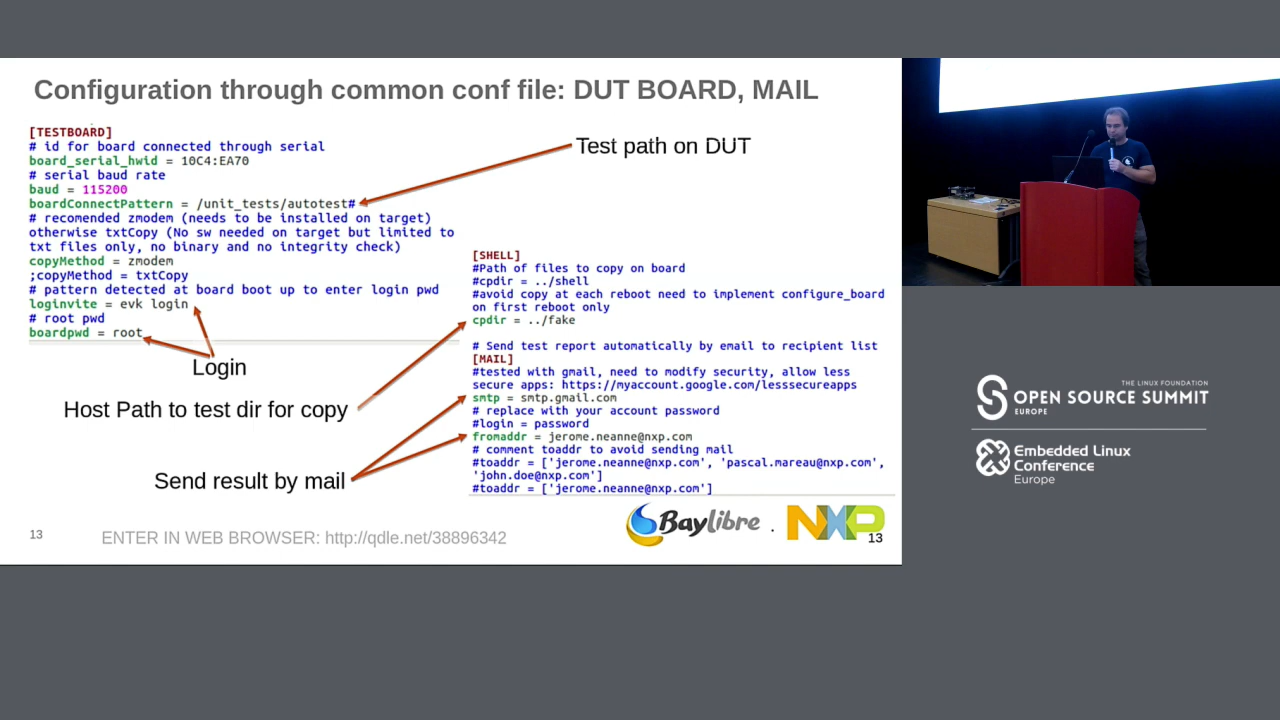 Configuration through common conf file: DUT BOARD, MAIL
[TESTBOARD]
# id for board connected through serial
board_serial_hwid = 10C4:EA70
# serial baud rate
baud = 115200
boardConnectPattern = /unit_tests/autotest#
# recomended zmodem (needs to be installed on target)
otherwise txtCopy (No sw needed on target but limited to
txt files only, no binary and no integrity check)
copyMethod = zmodem
;copyMethod = txtCopy
# pattern detected at board boot up to enter login pwd
loginvite = evk login
# root pwd
boardpwd = root
Test path on DUT
Login
Host Path to test dir for copy
Send result by mail
[SHELL]
#Path of files to copy on board
#cpdir = ../shell
#avoid copy at each reboot need to implement configure_board
on first reboot only
cpdir = ../fake
# Send test report automatically by email to recipient list
[MAIL]
#tested with gmail, need to modify security, allow less
secure apps: https://myaccount.google.com/lesssecureapps
smtp = smtp.gmail.com
# replace with your account password
#login = password
fromaddr = jerome.neanne@nxp.com
# comment toaddr to avoid sending mail
#toaddr = ['jerome.neanne@nxp.com', 'pascal.mareau@nxp.com',
'john.doe@nxp.com']
#toaddr = ['jerome.neanne@nxp.com']
13
ENTER IN WEB BROWSER: http://qdle.net/38896342
Baylibre
.
NXP
13
THE LINUX FOUNDATION
OPEN SOURCE SUMMIT
EUROPE
Embedded Linux
Conference
Europe